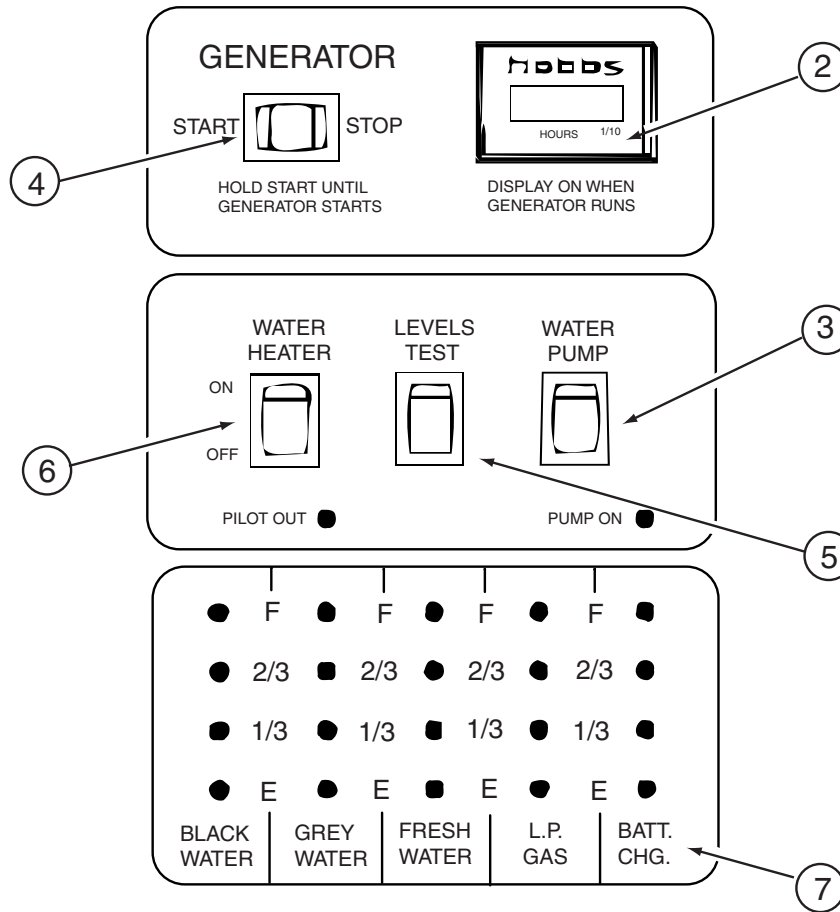 GENERATOR
hobbs
2
START
STOP
HOURS 1/10
4
HOLD START UNTIL
GENERATOR STARTS
DISPLAY ON WHEN
GENERATOR RUNS
WATER
HEATER
LEVELS
TEST
WATER
PUMP
3
ON
OFF
6
PILOT OUT
PUMP ON
5
F F F F
2/3 2/3 2/3 2/3
1/3 1/3 1/3 1/3
E E E E
BLACK
WATER
GREY
WATER
FRESH
WATER
L.P.
GAS
BATT.
CHG.
7